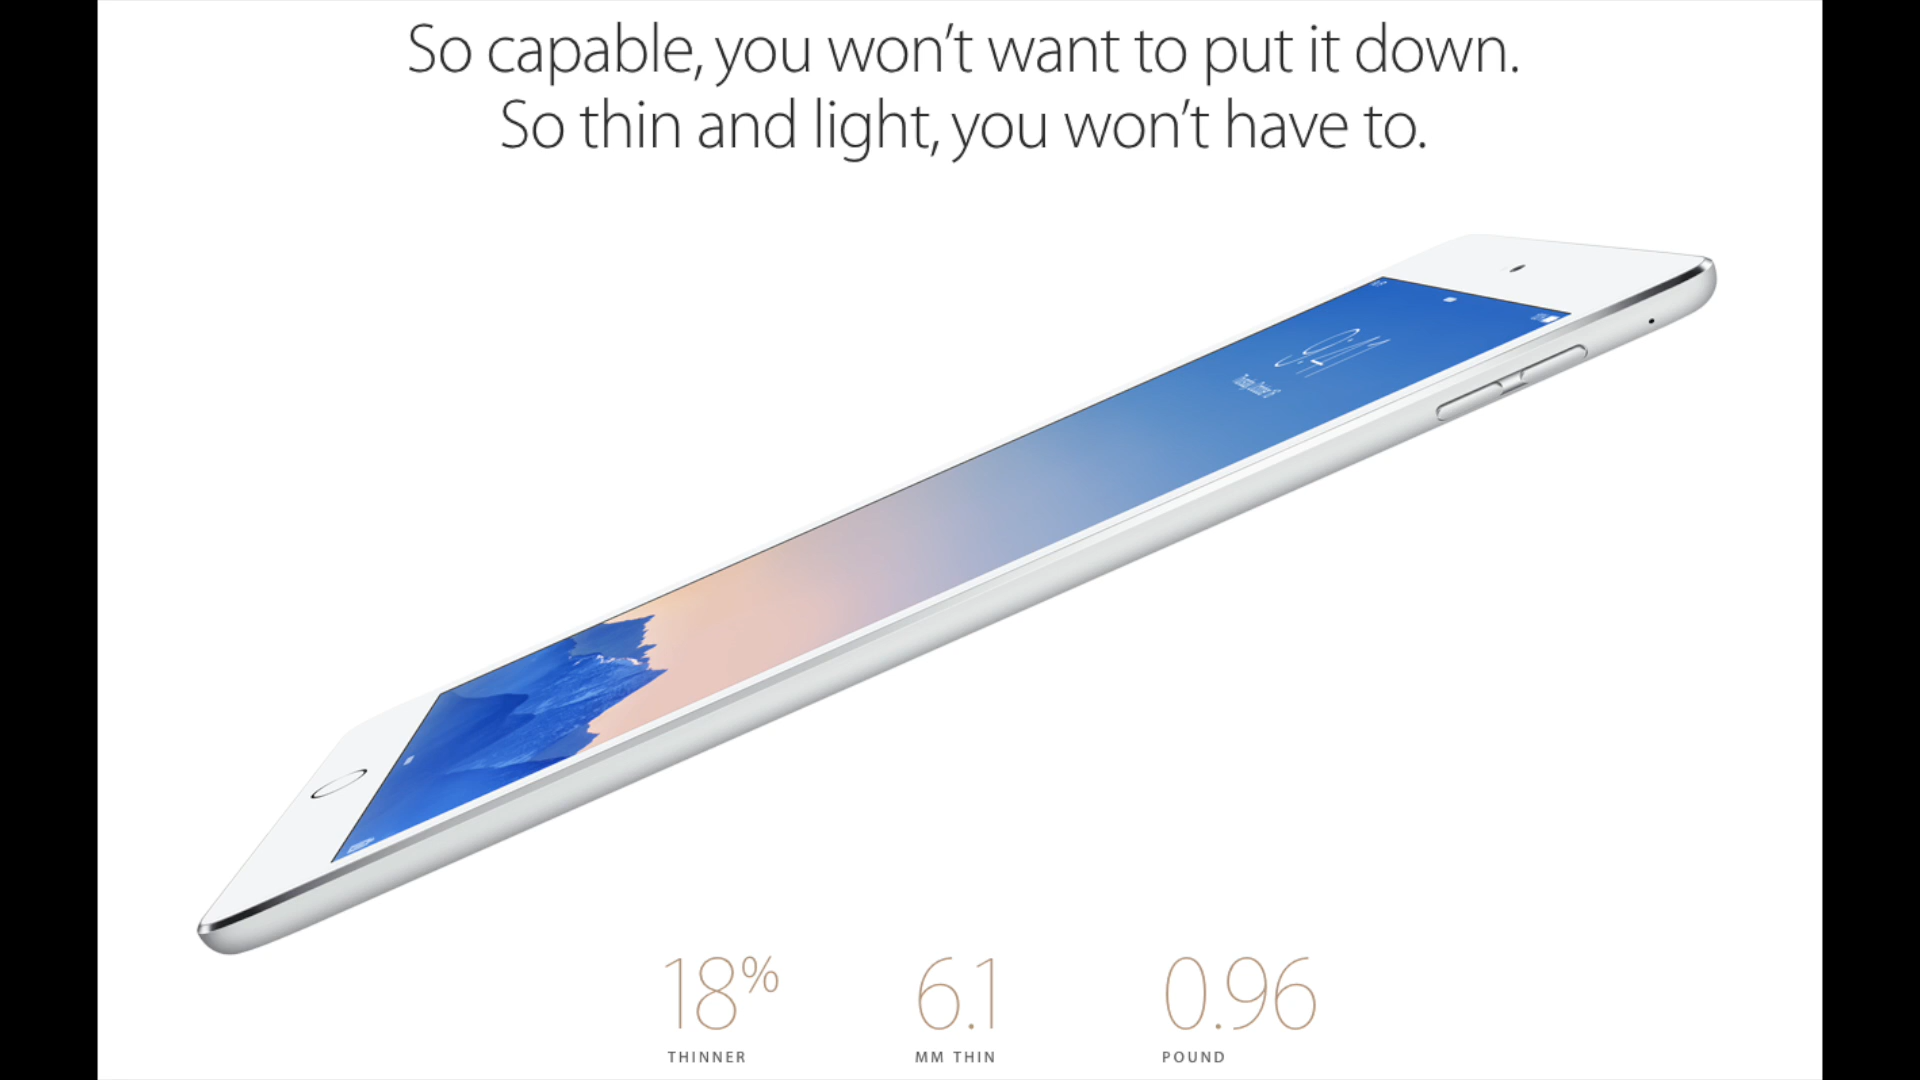 So capable, you won't want to put it down.
So thin and light, you won't have to.
18%
THINNER
6.1
MM THIN
0.96
POUND